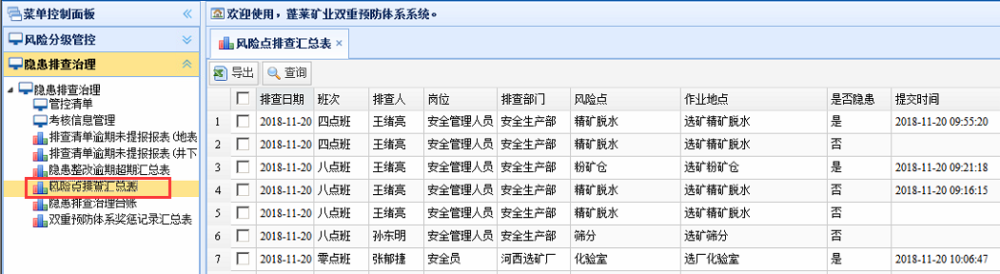 菜单控制面板
风险分级管控
隐患排查治理
隐患排查治理
管控清单
考核信息管理
排查清单逾期未提报报表(地表
排查清单逾期未提报报表(井下
隐患整改逾期超期汇总表
风险点排查汇总表
隐患排查治理台账
双重预防体系奖惩记录汇总表
欢迎使用，蓬莱矿业双重预防体系系统。
风险点排查汇总表 ×
导出 查询
排查日期 班次 排查人 岗位 排查部门 风险点 作业地点 是否隐患 提交时间
1 2018-11-20 四点班 王绪亮 安全管理人员 安全生产部 精矿脱水 选矿精矿脱水 是 2018-11-20 09:55:20
2 2018-11-20 四点班 王绪亮 安全管理人员 安全生产部 精矿脱水 选矿精矿脱水 否
3 2018-11-20 八点班 王绪亮 安全管理人员 安全生产部 粉矿仓 选矿粉矿仓 是 2018-11-20 09:21:18
4 2018-11-20 八点班 王绪亮 安全管理人员 安全生产部 精矿脱水 选矿精矿脱水 否 2018-11-20 09:16:15
5 2018-11-20 八点班 王绪亮 安全管理人员 安全生产部 精矿脱水 选矿精矿脱水 否
6 2018-11-20 八点班 孙东明 安全管理人员 安全生产部 筛分 选矿筛分 否
7 2018-11-20 零点班 张郁捷 安全员 河西选矿厂 化验室 选厂化验室 是 2018-11-20 10:06:47